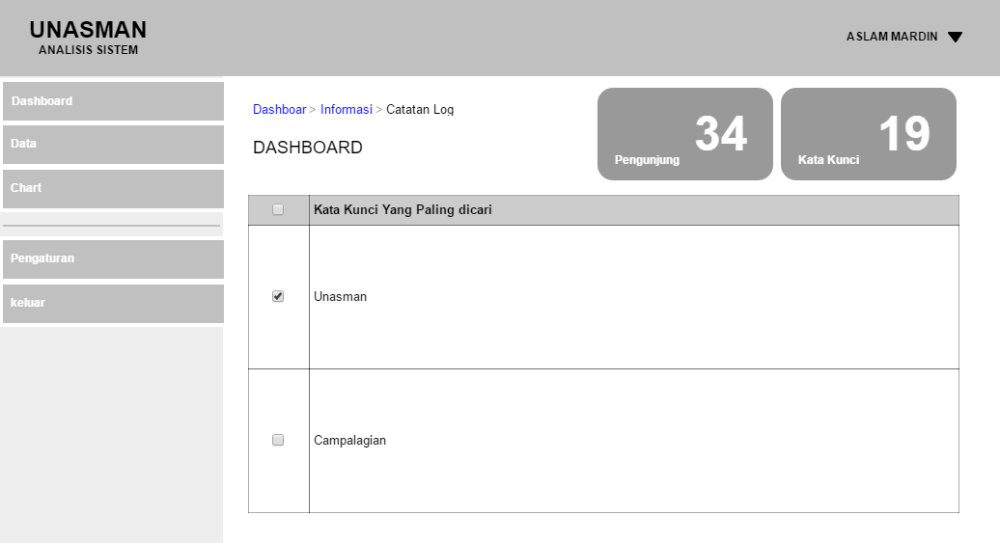 UNASMAN
ANALISIS SISTEM
ASLAM MARDIN
Dashboard
Data
Chart
Pengaturan
keluar
Dashboar > Informasi > Catatan Log
DASHBOARD
34
Pengunjung
19
Kata Kunci
Kata Kunci Yang Paling dicari
Unasman
Campalagian